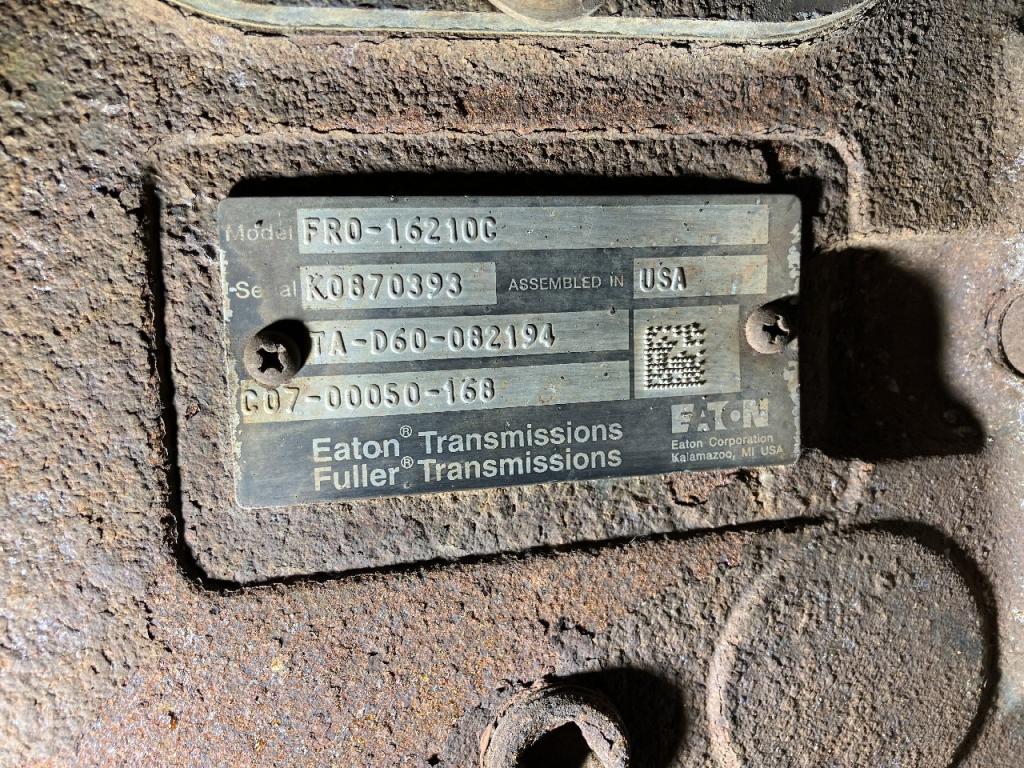 Model FRO-16210C
Serial K0870393 ASSEMBLED IN USA
TA-D60-082194
C07-00050-168
Eaton® Transmissions
Fuller® Transmissions
EATON
Eaton Corporation
Kalamazoo, MI USA